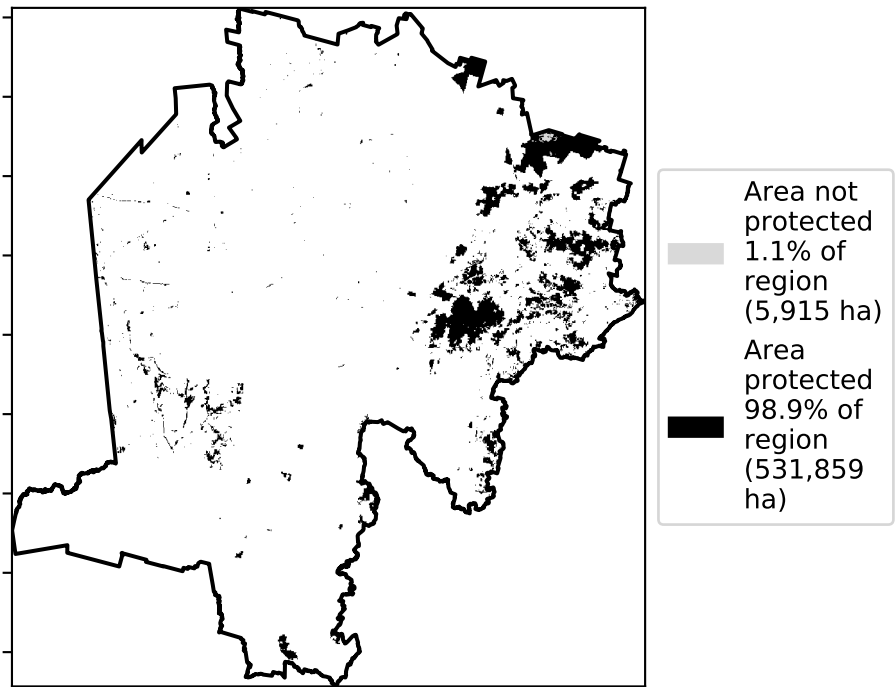 Area not
protected
1.1% of
region
(5,915 ha)
Area
protected
98.9% of
region
(531,859
ha)